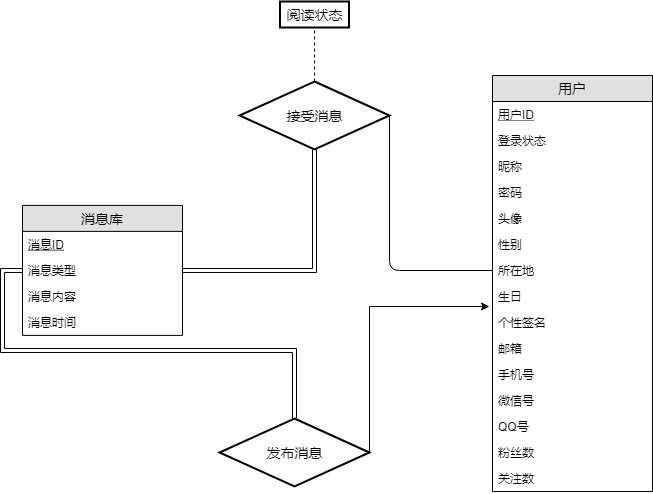 阅读状态
接受消息
用户
用户ID
登录状态
昵称
密码
头像
性别
所在地
生日
个性签名
邮箱
手机号
微信号
QQ号
粉丝数
关注数
消息库
消息ID
消息类型
消息内容
消息时间
发布消息